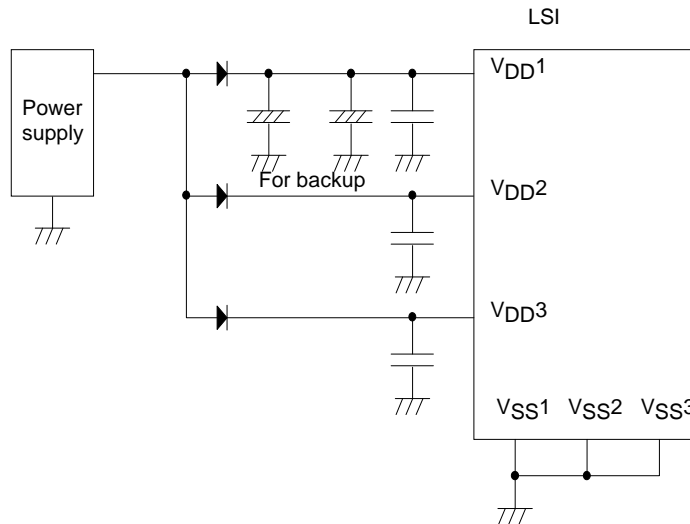 LSI
VDD1
Power
supply
For backup
VDD2
VDD3
VSS1 VSS2 VSS3